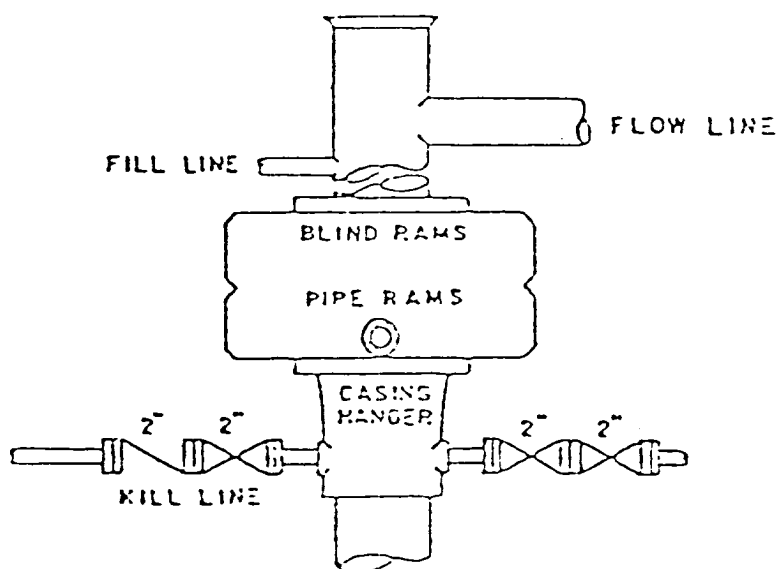 FLOW LINE
FILL LINE
BLIND RAMS
PIPE RAMS
CASING
HANGER
2" 2" 2" 2"
KILL LINE